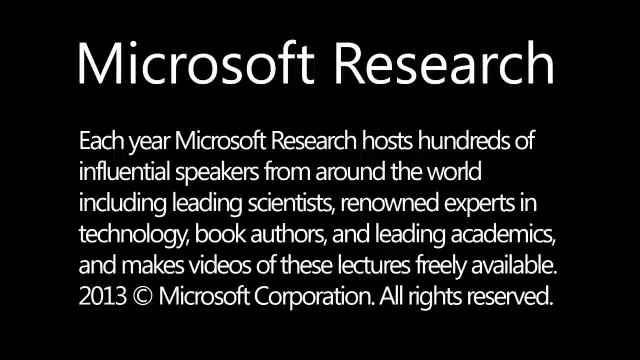 Microsoft Research
Each year Microsoft Research hosts hundreds of
influential speakers from around the world
including leading scientists, renowned experts in
technology, book authors, and leading academics,
and makes videos of these lectures freely available.
2013 © Microsoft Corporation. All rights reserved.